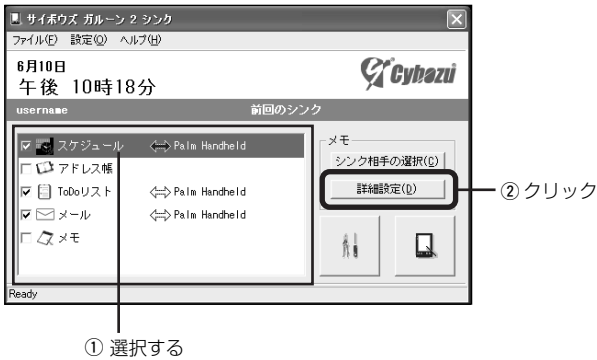 サイボウズ ガルーン 2 シンク
ファイル(F) 設定(O) ヘルプ(H)
6月10日
午後 10時18分
Cybozu
username 前回のシンク
スケジュール Palm Handheld
アドレス帳
ToDoリスト Palm Handheld
メール Palm Handheld
メモ
メモ
シンク相手の選択(C)
詳細設定(D)
② クリック
Ready
① 選択する